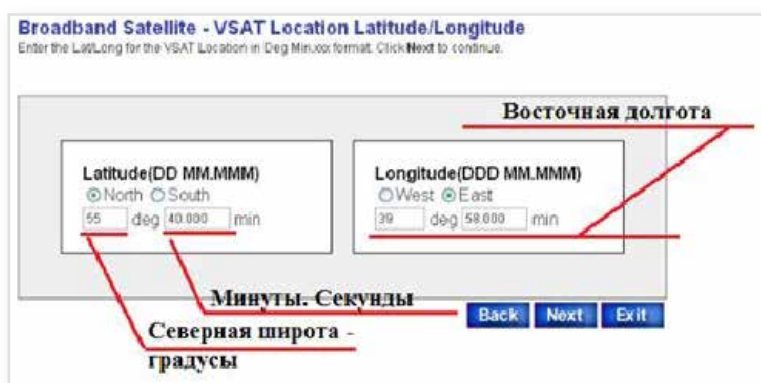 Broadband Satellite - VSAT Location Latitude/Longitude
Enter the Lat/Long for the VSAT Location in Deg Min.xxx format. Click Next to continue.
Восточная долгота
Latitude(DD MM.MMM)
North South
55 deg 40.000 min
Longitude(DDD MM.MMM)
West East
39 deg 58.000 min
Минуты. Секунды
Северная широта -
градусы
Back Next Exit